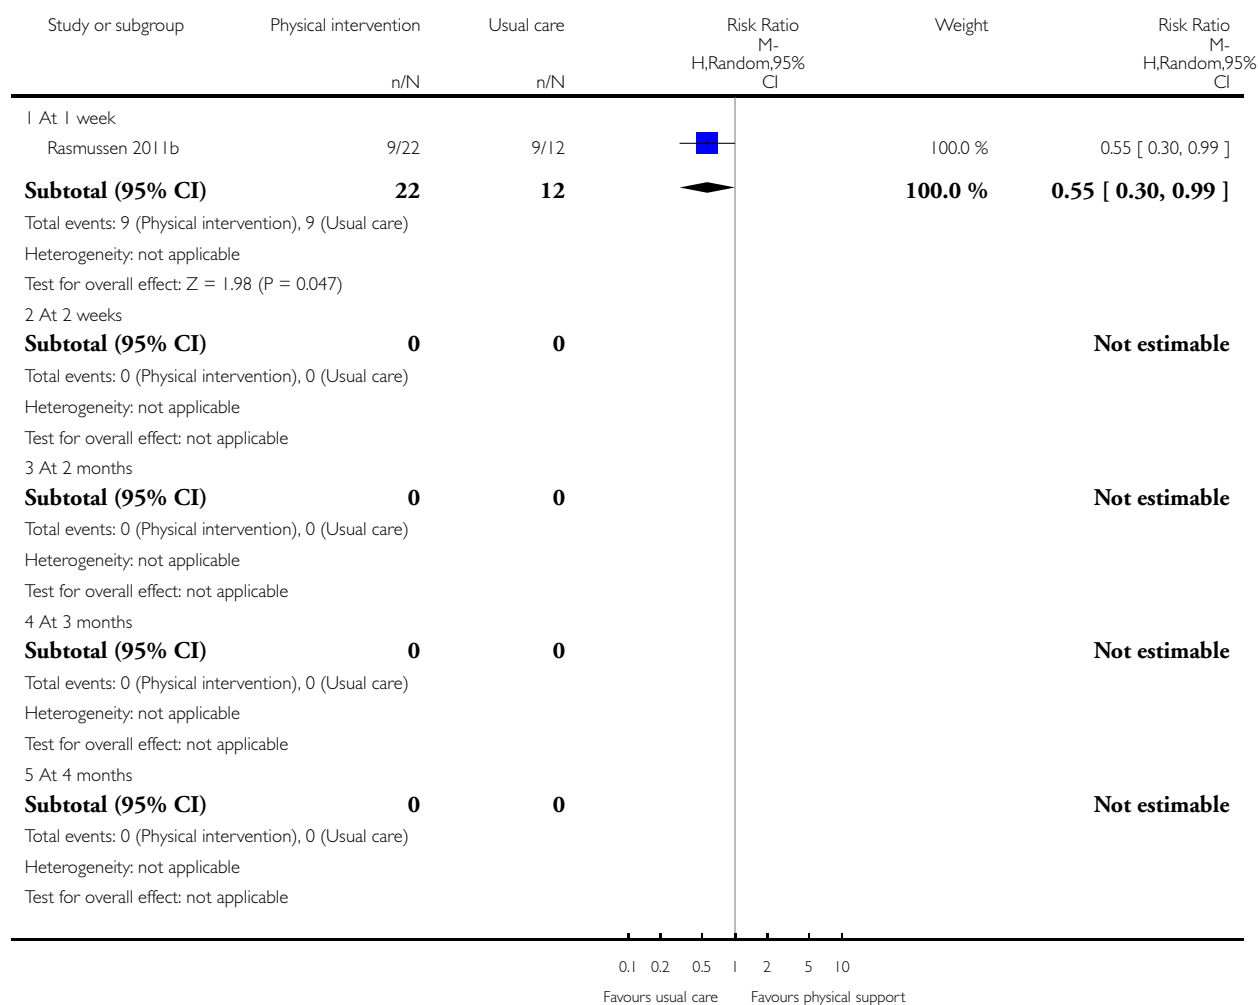 Study or subgroup Physical intervention Usual care Risk Ratio Weight Risk Ratio
M- M-
H,Random,95% H,Random,95%
n/N n/N CI CI
1 At 1 week
Rasmussen 2011b 9/22 9/12 100.0 % 0.55 [ 0.30, 0.99 ]
Subtotal (95% CI) 22 12 100.0 % 0.55 [ 0.30, 0.99 ]
Total events: 9 (Physical intervention), 9 (Usual care)
Heterogeneity: not applicable
Test for overall effect: Z = 1.98 (P = 0.047)
2 At 2 weeks
Subtotal (95% CI) 0 0 Not estimable
Total events: 0 (Physical intervention), 0 (Usual care)
Heterogeneity: not applicable
Test for overall effect: not applicable
3 At 2 months
Subtotal (95% CI) 0 0 Not estimable
Total events: 0 (Physical intervention), 0 (Usual care)
Heterogeneity: not applicable
Test for overall effect: not applicable
4 At 3 months
Subtotal (95% CI) 0 0 Not estimable
Total events: 0 (Physical intervention), 0 (Usual care)
Heterogeneity: not applicable
Test for overall effect: not applicable
5 At 4 months
Subtotal (95% CI) 0 0 Not estimable
Total events: 0 (Physical intervention), 0 (Usual care)
Heterogeneity: not applicable
Test for overall effect: not applicable
0.1 0.2 0.5 1 2 5 10
Favours usual care Favours physical support